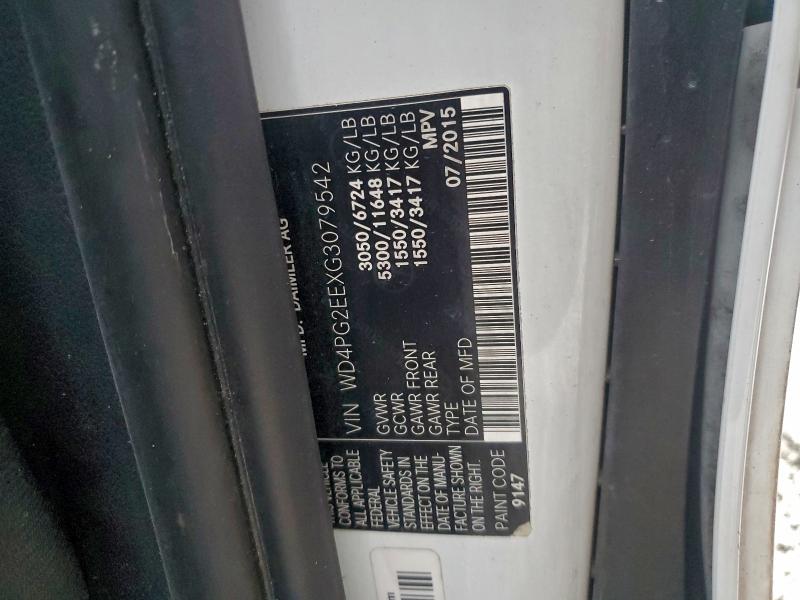 MFD. DAIMLER AG
VIN WD4PG2EEXG3079542
GVWR 3050/6724 KG/LB
GCWR 5300/11648 KG/LB
GAWR FRONT 1550/3417 KG/LB
GAWR REAR 1550/3417 KG/LB
TYPE MPV
DATE OF MFD 07/2015
CONFORMS TO
ALL APPLICABLE
FEDERAL
VEHICLE SAFETY
STANDARDS IN
EFFECT ON THE
DATE OF MANU-
FACTURE SHOWN
ON THE RIGHT.
PAINT CODE
9147